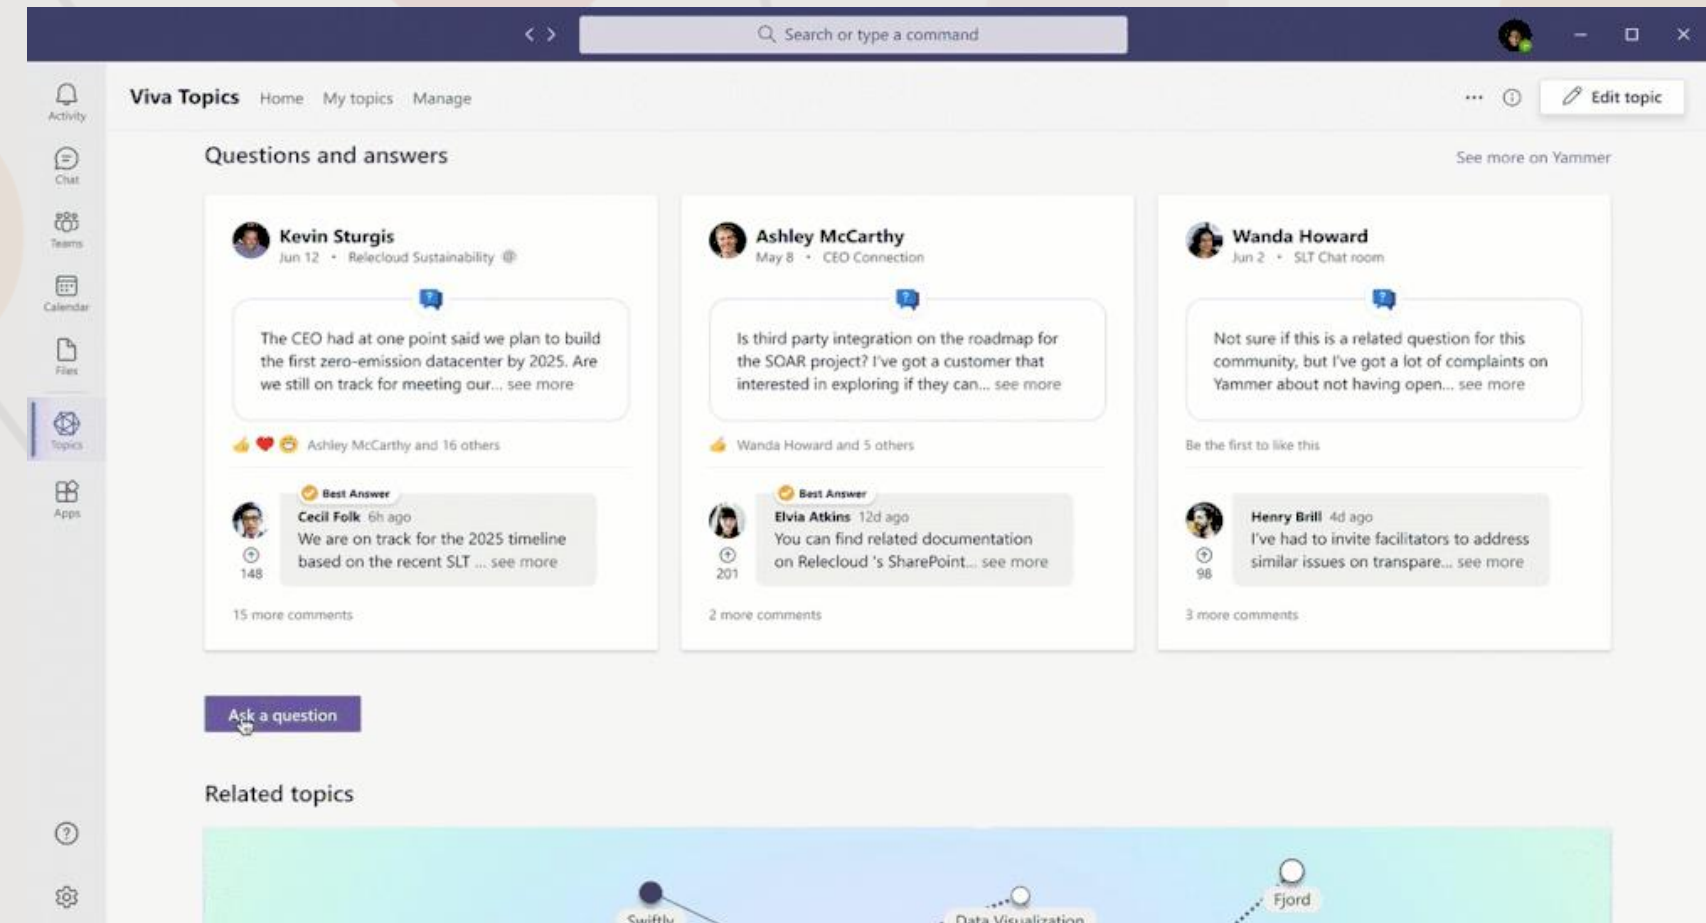 Search or type a command
Activity
Chat
Teams
Calendar
Files
Topics
Apps
Viva Topics Home My topics Manage
Edit topic
Questions and answers
See more on Yammer
Kevin Sturgis
Jun 12 • Relecloud Sustainability
The CEO had at one point said we plan to build
the first zero-emission datacenter by 2025. Are
we still on track for meeting our... see more
Ashley McCarthy and 16 others
Best Answer
Cecil Folk 6h ago
We are on track for the 2025 timeline
based on the recent SLT ... see more
148
15 more comments
Ashley McCarthy
May 8 • CEO Connection
Is third party integration on the roadmap for
the SOAR project? I've got a customer that
interested in exploring if they can... see more
Wanda Howard and 5 others
Best Answer
Elvia Atkins 12d ago
You can find related documentation
on Relecloud 's SharePoint... see more
201
2 more comments
Wanda Howard
Jun 2 • SLT Chat room
Not sure if this is a related question for this
community, but I've got a lot of complaints on
Yammer about not having open... see more
Be the first to like this
Henry Brill 4d ago
I've had to invite facilitators to address
similar issues on transpare... see more
98
3 more comments
Ask a question
Related topics
Swiftly
Data Visualization
Fjord